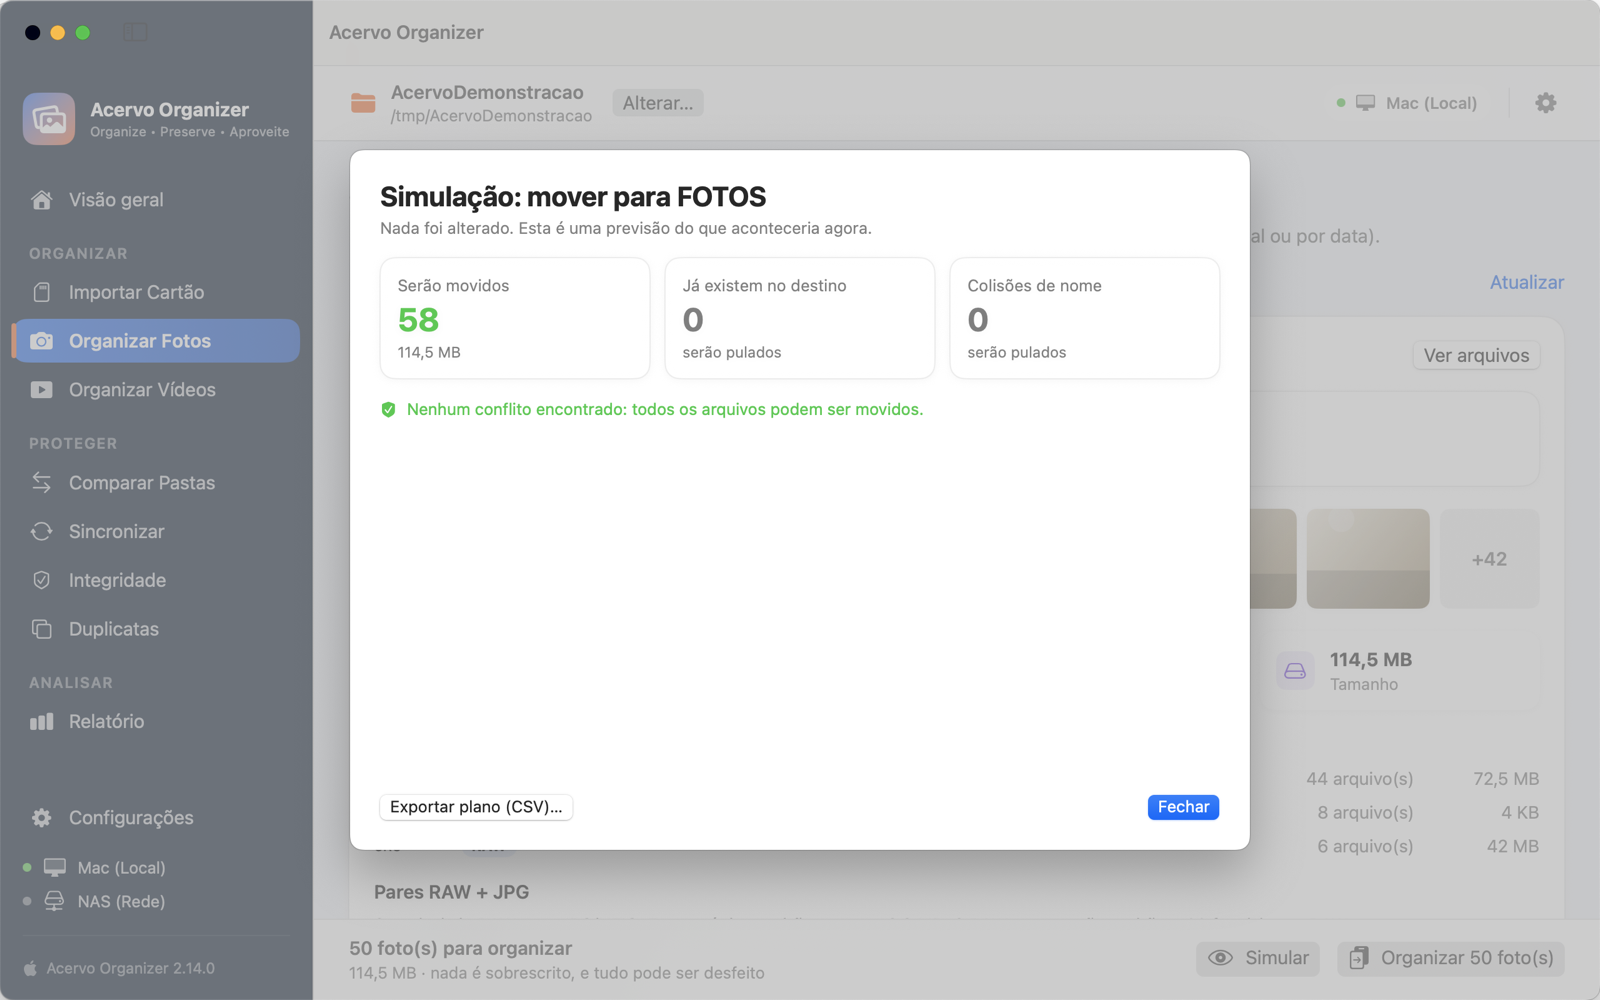 Acervo Organizer
AcervoDemonstracao
/tmp/AcervoDemonstracao
Alterar...
Mac (Local)
Acervo Organizer
Organize • Preserve • Aproveite
Visão geral
ORGANIZAR
Importar Cartão
Organizar Fotos
Organizar Vídeos
PROTEGER
Comparar Pastas
Sincronizar
Integridade
Duplicatas
ANALISAR
Relatório
Configurações
Mac (Local)
NAS (Rede)
Acervo Organizer 2.14.0
al ou por data).
Atualizar
Ver arquivos
Simulação: mover para FOTOS
Nada foi alterado. Esta é uma previsão do que aconteceria agora.
Serão movidos
58
114,5 MB
Já existem no destino
0
serão pulados
Colisões de nome
0
serão pulados
Nenhum conflito encontrado: todos os arquivos podem ser movidos.
Exportar plano (CSV)...
Fechar
+42
114,5 MB
Tamanho
44 arquivo(s) 72,5 MB
8 arquivo(s) 4 KB
6 arquivo(s) 42 MB
Pares RAW + JPG
50 foto(s) para organizar
114,5 MB · nada é sobrescrito, e tudo pode ser desfeito
Simular
Organizar 50 foto(s)